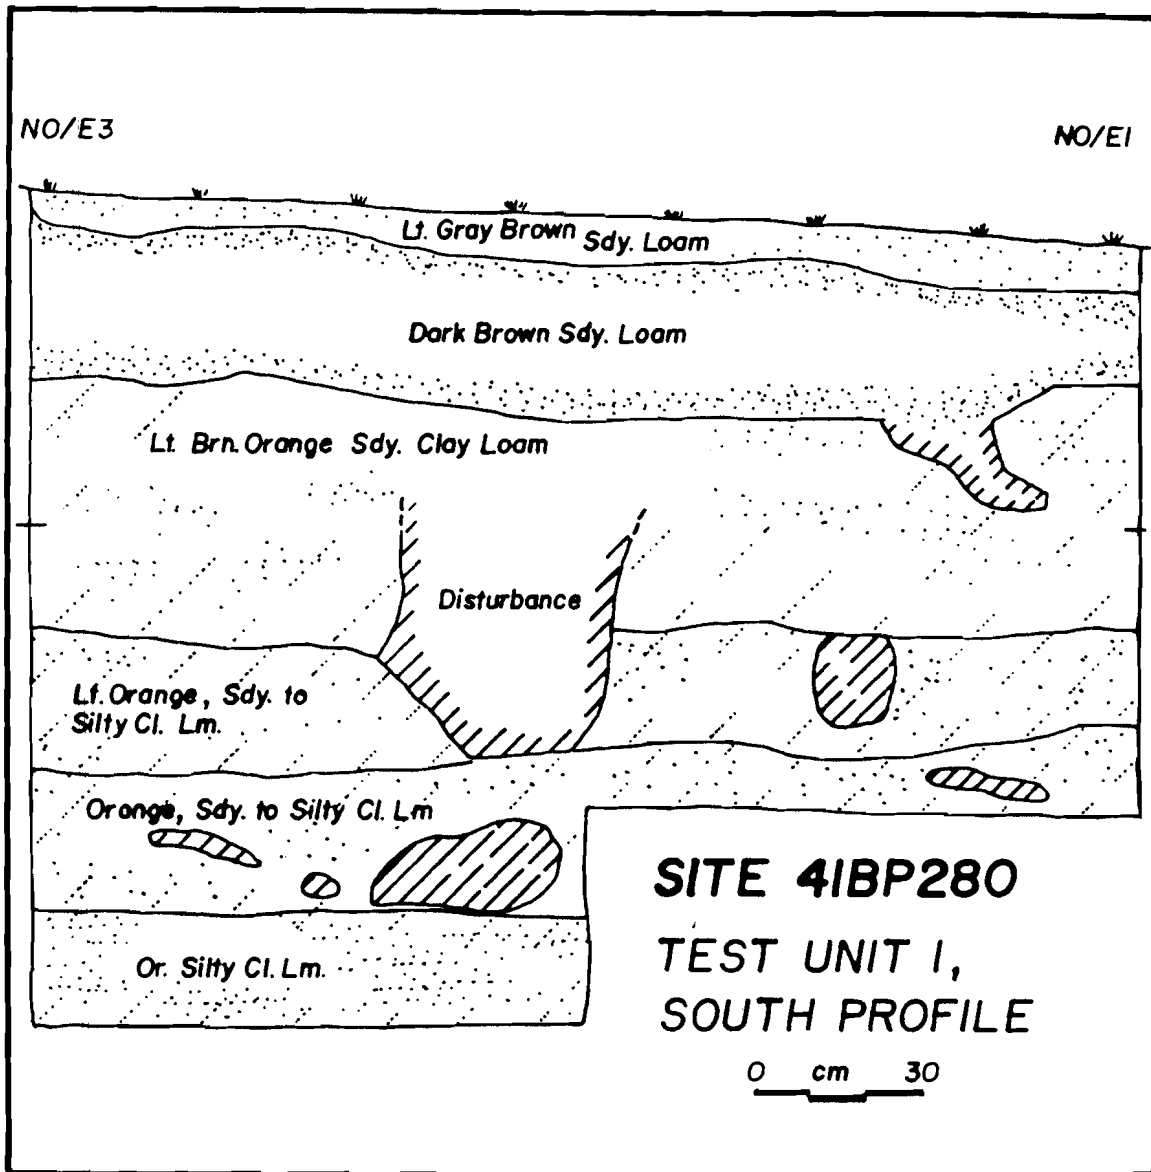 NO/E3
NO/E1
Lt. Gray Brown Sdy. Loam
Dark Brown Sdy. Loam
Lt. Brn. Orange Sdy. Clay Loam
Disturbance
Lt. Orange, Sdy. to
Silty Cl. Lm.
Orange, Sdy. to Silty Cl. Lm
Or. Silty Cl. Lm.
SITE 41BP280
TEST UNIT 1,
SOUTH PROFILE
0 cm 30